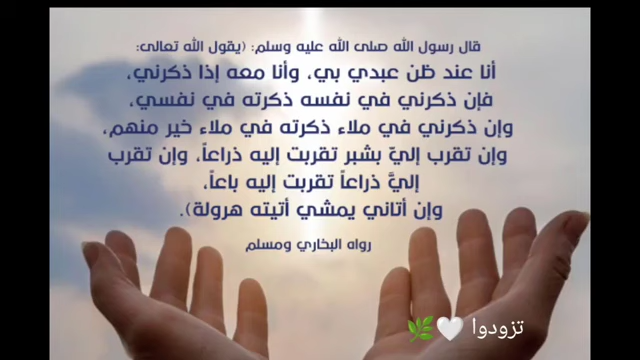 قال رسول الله صلى الله عليه وسلم: (يقول الله تعالى:
أنا عند ظن عبدي بي، وأنا معه إذا ذكرني،
فإن ذكرني في نفسه ذكرته في نفسي،
وإن ذكرني في ملاء ذكرته في ملاء خير منهم،
وإن تقرب إليّ بشبر تقربت إليه ذراعاً، وإن تقرب
إليَّ ذراعاً تقربت إليه باعاً،
وإن أتاني يمشي أتيته هرولة).
رواه البخاري ومسلم
تزودوا 🤍🌿